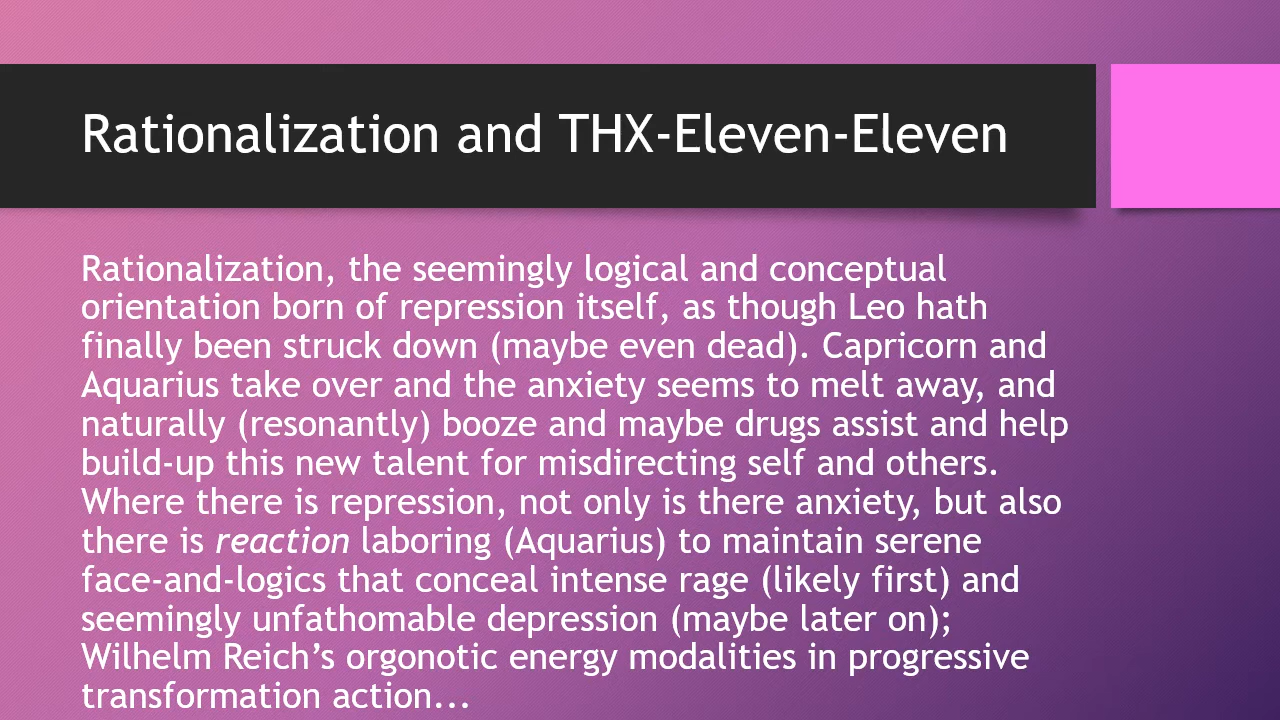 Rationalization and THX-Eleven-Eleven
Rationalization, the seemingly logical and conceptual
orientation born of repression itself, as though Leo hath
finally been struck down (maybe even dead). Capricorn and
Aquarius take over and the anxiety seems to melt away, and
naturally (resonantly) booze and maybe drugs assist and help
build-up this new talent for misdirecting self and others.
Where there is repression, not only is there anxiety, but also
there is reaction laboring (Aquarius) to maintain serene
face-and-logics that conceal intense rage (likely first) and
seemingly unfathomable depression (maybe later on);
Wilhelm Reich’s orgonotic energy modalities in progressive
transformation action...